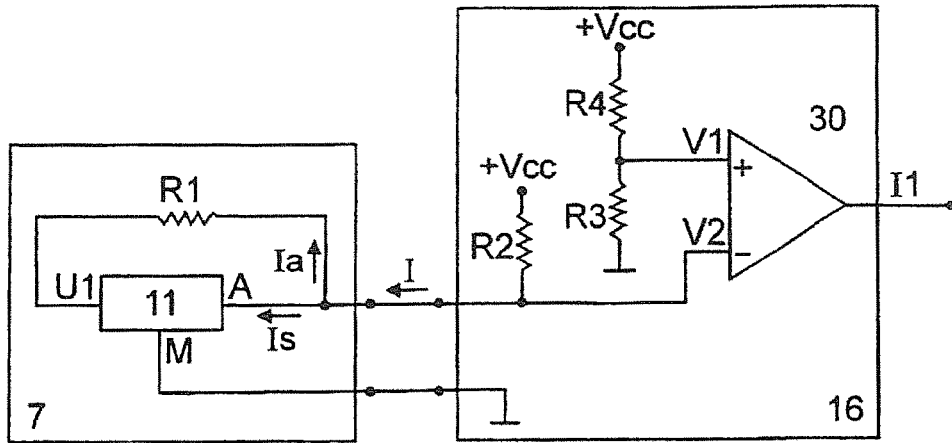 +Vcc
R4
30
V1
+
I1
+Vcc
R1
R3
R2
V2
-
Ia
I
U1
11
A
Is
M
7
16